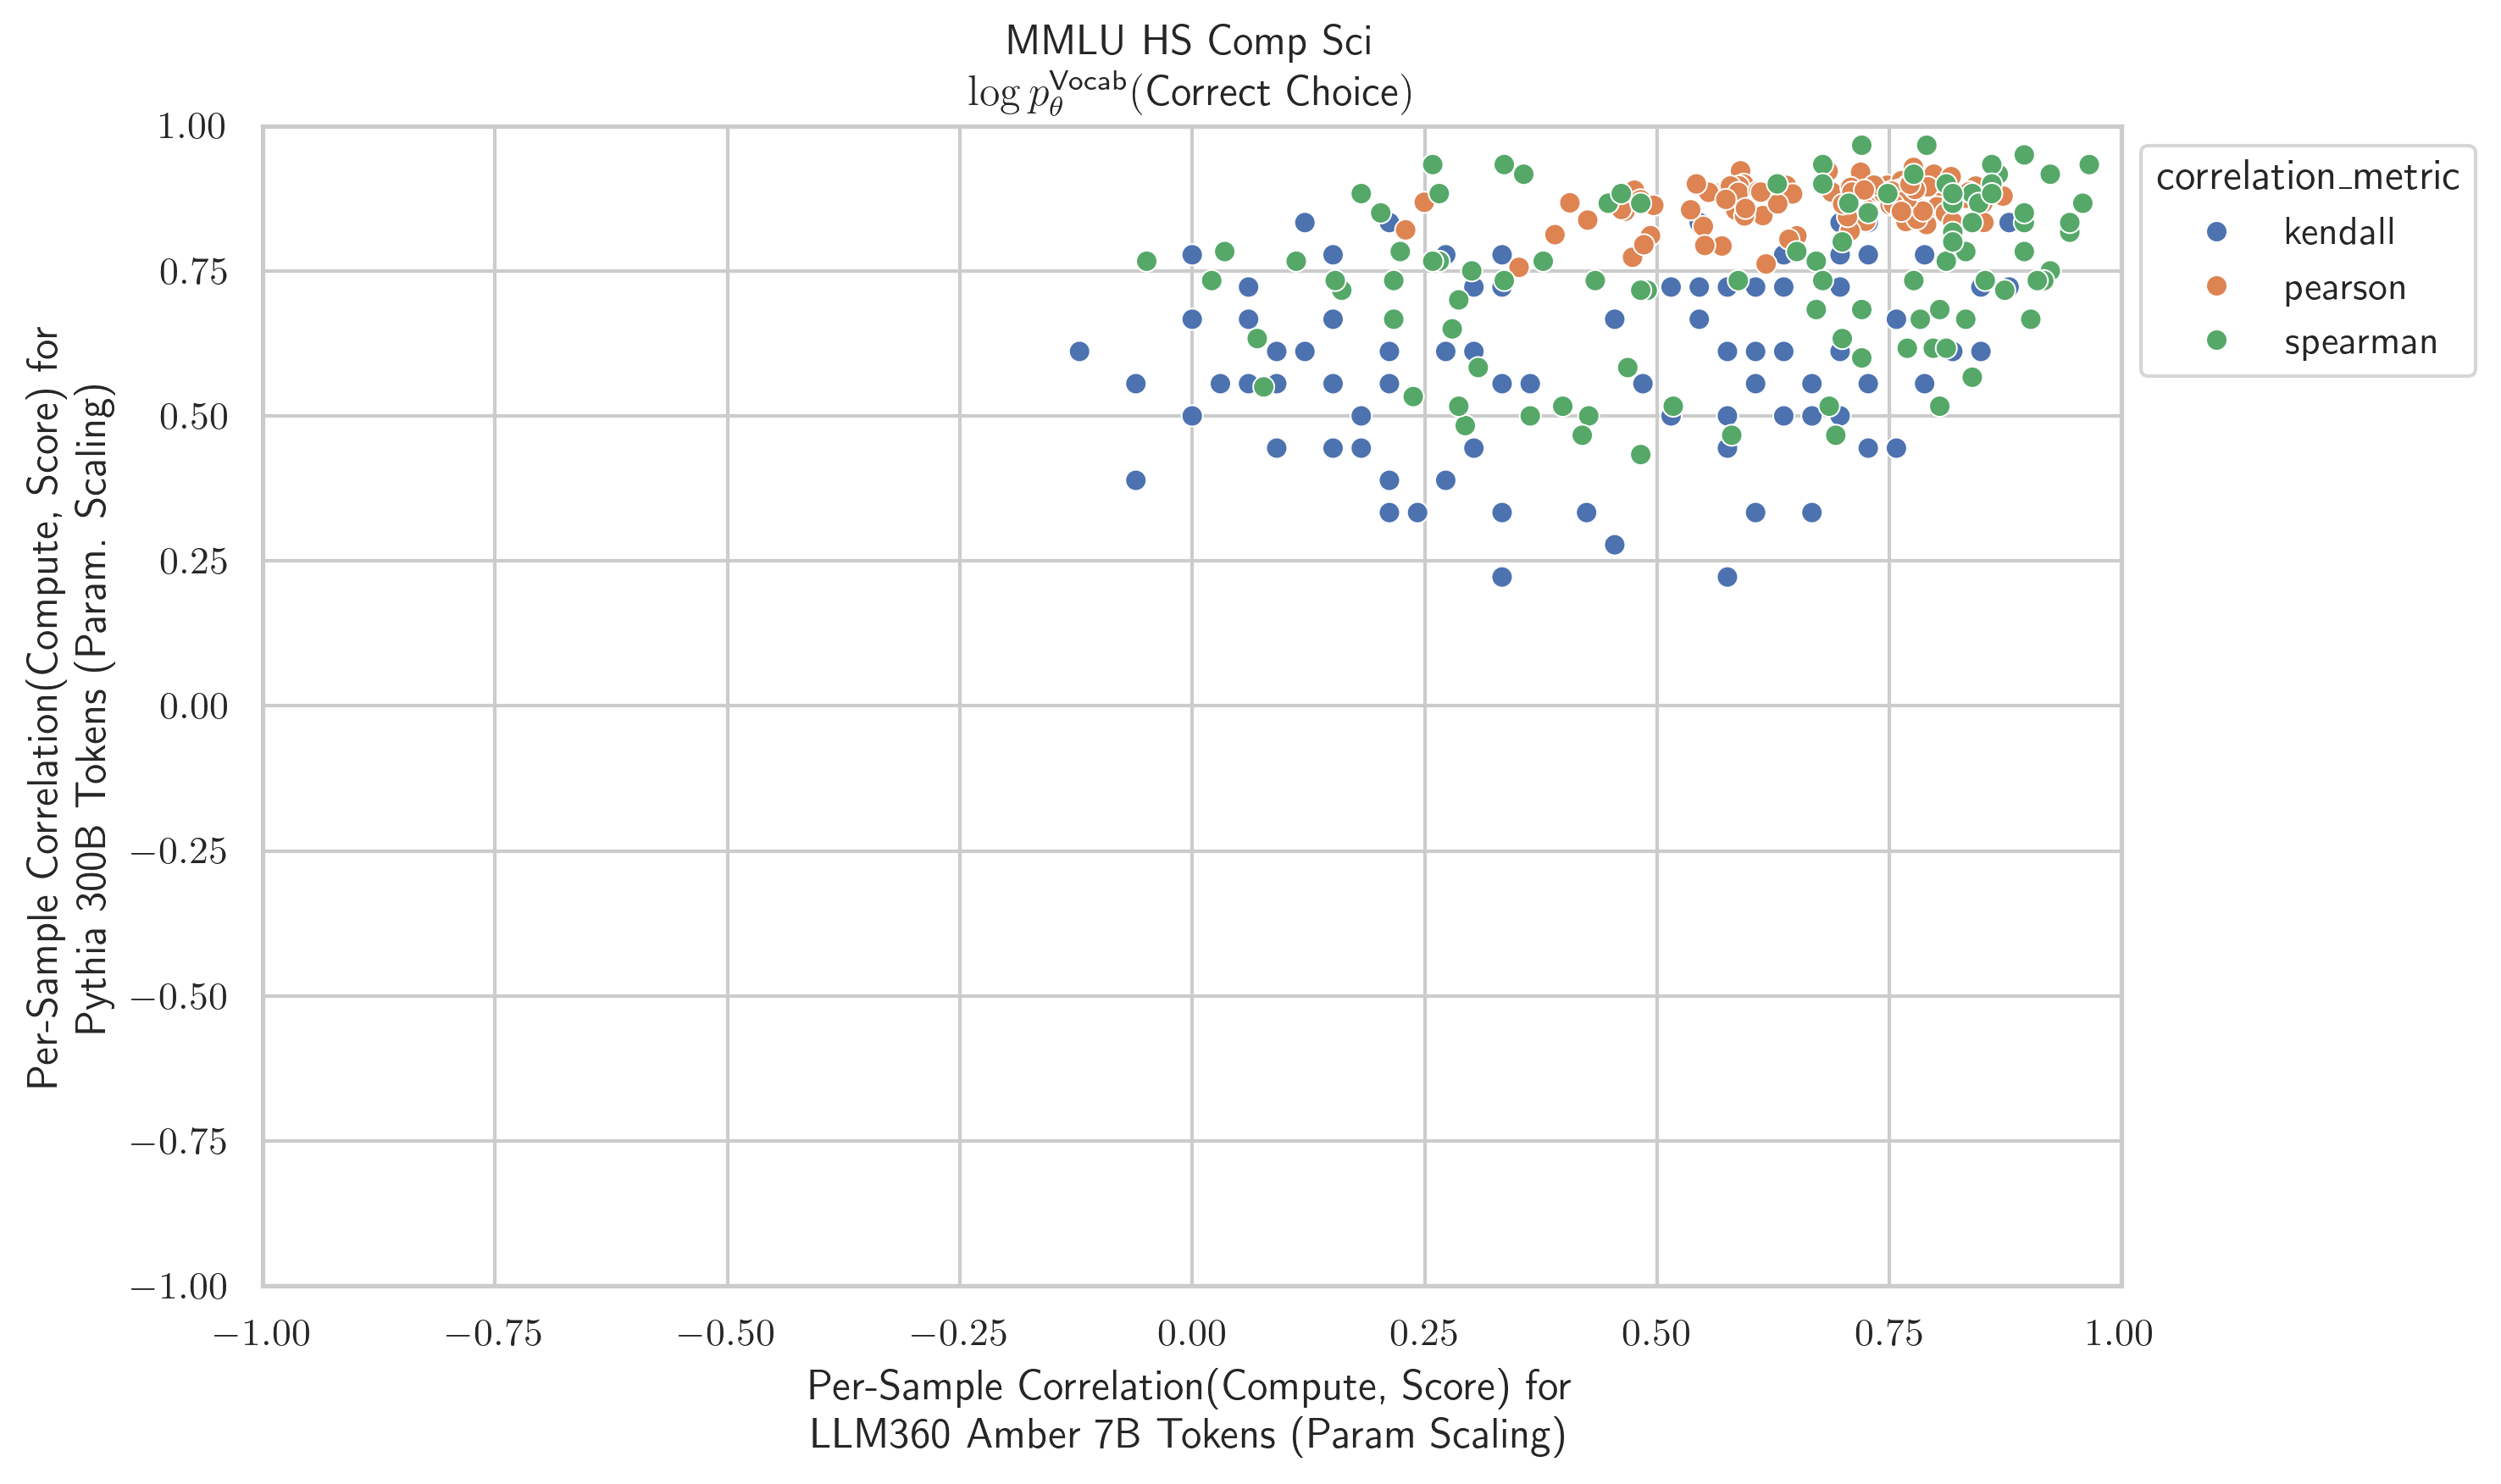 MMLU HS Comp Sci
log p_θ^Vocab(Correct Choice)
1.00
0.75
0.50
0.25
0.00
−0.25
−0.50
−0.75
−1.00
Per-Sample Correlation(Compute, Score) for
Pythia 300B Tokens (Param. Scaling)
−1.00
−0.75
−0.50
−0.25
0.00
0.25
0.50
0.75
1.00
Per-Sample Correlation(Compute, Score) for
LLM360 Amber 7B Tokens (Param Scaling)
correlation_metric
kendall
pearson
spearman